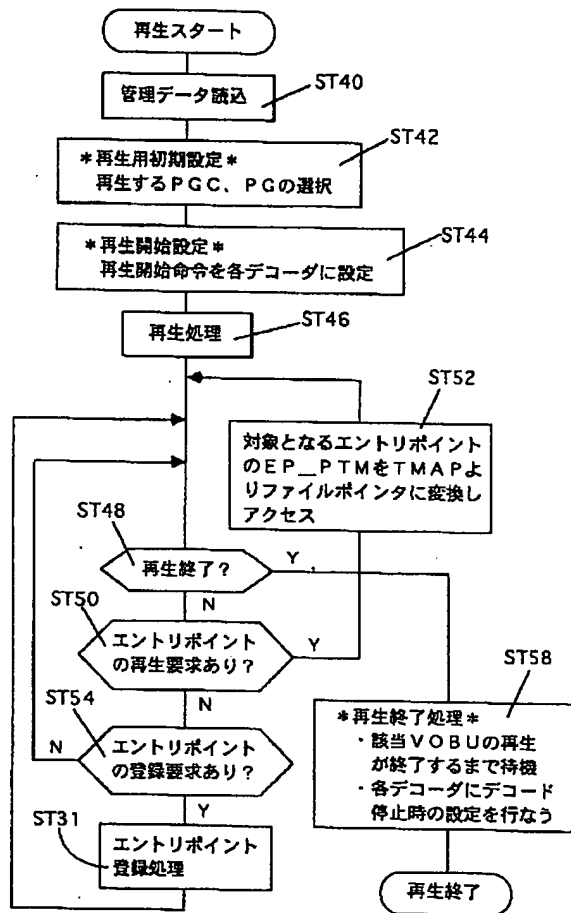 再生スタート
ST40
管理データ読込
ST42
＊再生用初期設定＊
再生するＰＧＣ、ＰＧの選択
ST44
＊再生開始設定＊
再生開始命令を各デコーダに設定
ST46
再生処理
ST52
対象となるエントリポイント
のＥＰ＿ＰＴＭをＴＭＡＰよ
りファイルポインタに変換し
アクセス
ST48
再生終了？
Y
N
ST50
エントリポイント
の再生要求あり？
Y
N
ST54
エントリポイント
の登録要求あり？
N
Y
ST31
エントリポイント
登録処理
ST58
＊再生終了処理＊
・該当ＶＯＢＵの再生
が終了するまで待機
・各デコーダにデコード
停止時の設定を行なう
再生終了